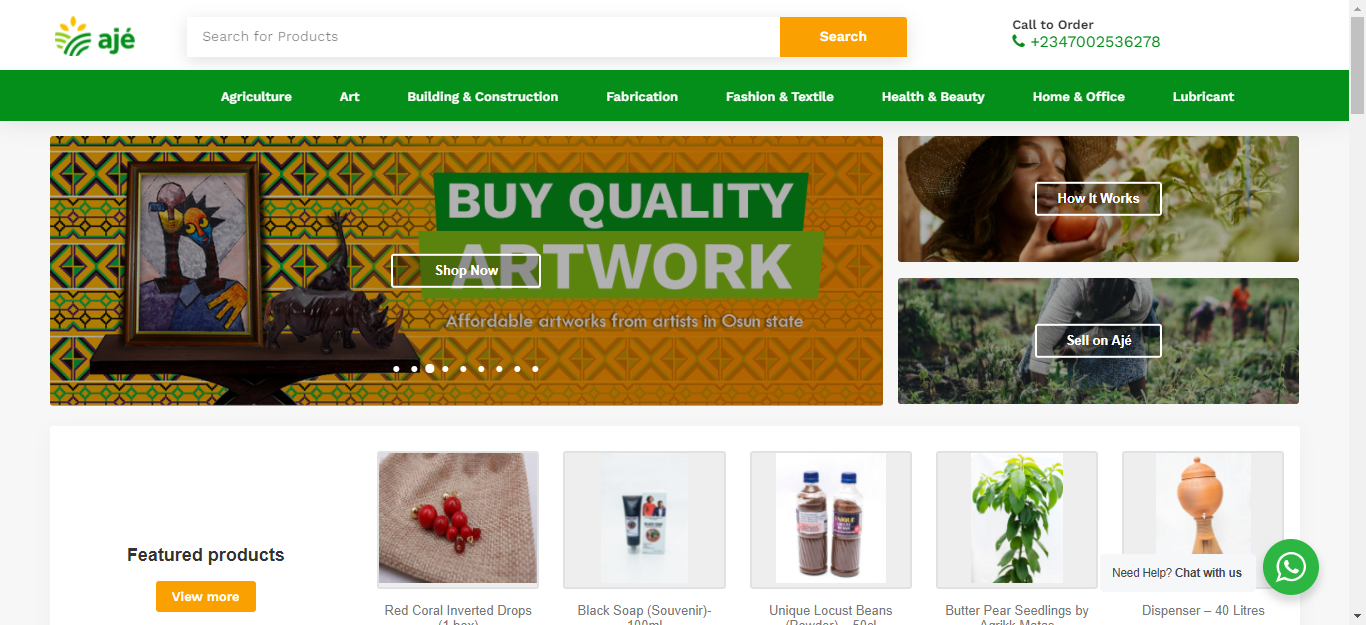 ajé
Search for Products
Search
Call to Order
+2347002536278
Agriculture
Art
Building & Construction
Fabrication
Fashion & Textile
Health & Beauty
Home & Office
Lubricant
BUY QUALITY
ARTWORK
Shop Now
Affordable artworks from artists in Osun state
How It Works
Sell on Ajé
Featured products
View more
UNIQUE
Red Coral Inverted Drops
(1 box)
Black Soap (Souvenir)-
100ml
Unique Locust Beans
(Powder) – 50cl
Butter Pear Seedlings by
Agrikk Mates
Dispenser – 40 Litres
Need Help? Chat with us